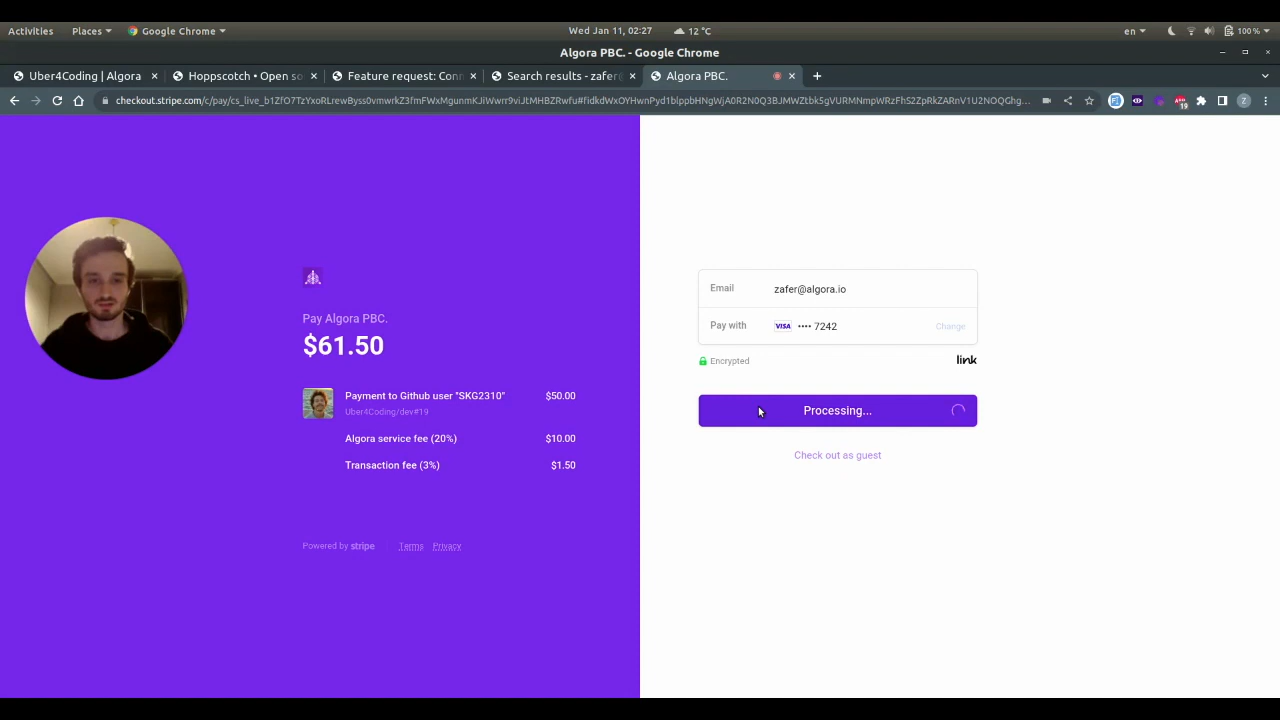 Activities Places Google Chrome Wed Jan 11, 02:27 12 °C en 100 %
Algora PBC. - Google Chrome
Uber4Coding | Algora Hoppscotch • Open so Feature request: Conn Search results - zafer@ Algora PBC.
19
Pay Algora PBC.
$61.50
Payment to Github user "SKG2310" $50.00
Uber4Coding/dev#19
Algora service fee (20%) $10.00
Transaction fee (3%) $1.50
Powered by stripe Terms Privacy
Email zafer@algora.io
Pay with VISA •••• 7242 Change
Encrypted link
Processing...
Check out as guest